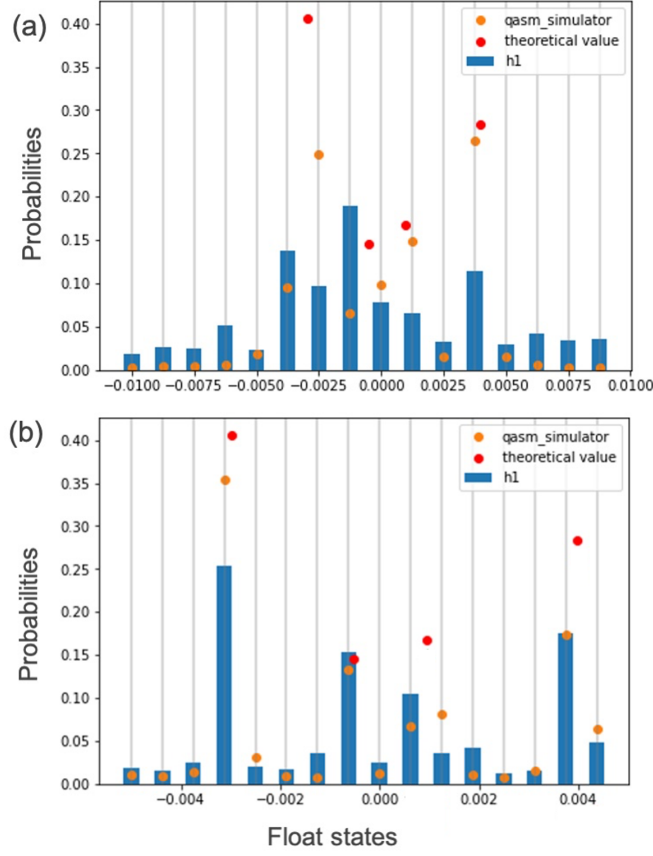 (a)
0.40
0.35
0.30
0.25
0.20
0.15
0.10
0.05
0.00
Probabilities
qasm_simulator
theoretical value
h1
−0.0100 −0.0075 −0.0050 −0.0025 0.0000 0.0025 0.0050 0.0075 0.0100
(b)
0.40
0.35
0.30
0.25
0.20
0.15
0.10
0.05
0.00
Probabilities
qasm_simulator
theoretical value
h1
−0.004 −0.002 0.000 0.002 0.004
Float states